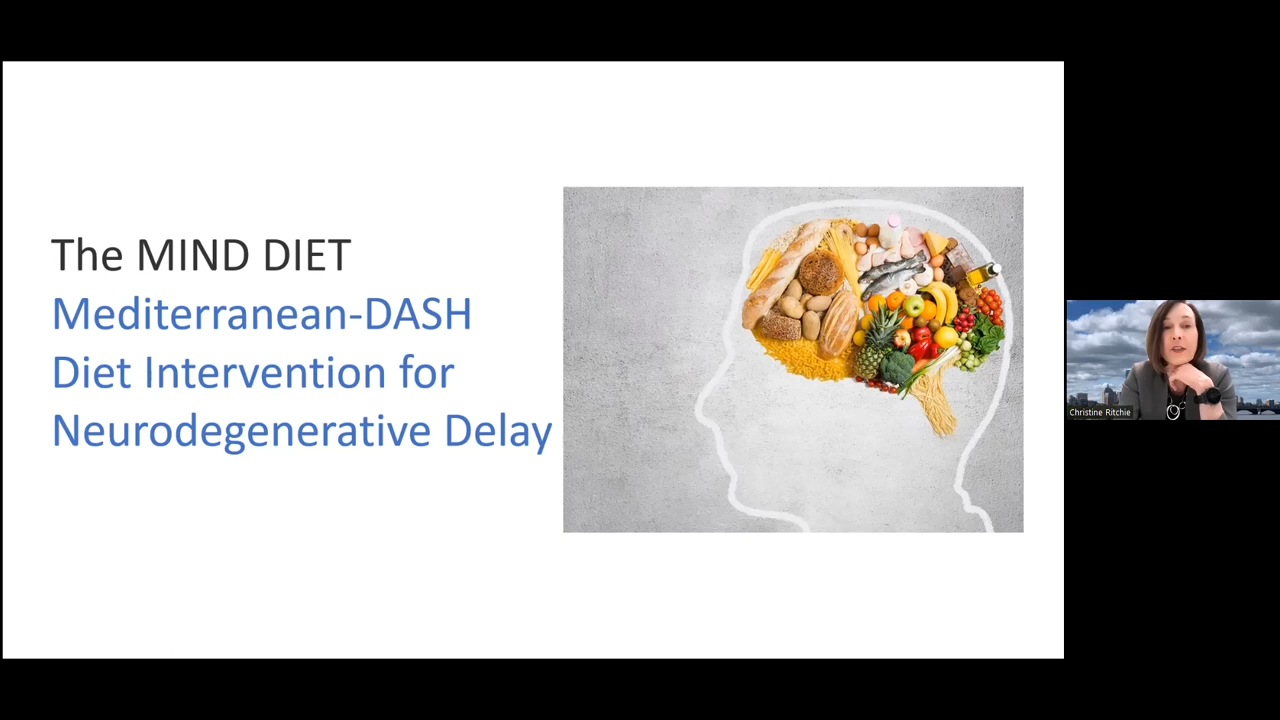 The MIND DIET
Mediterranean-DASH
Diet Intervention for
Neurodegenerative Delay
Christine Ritchie